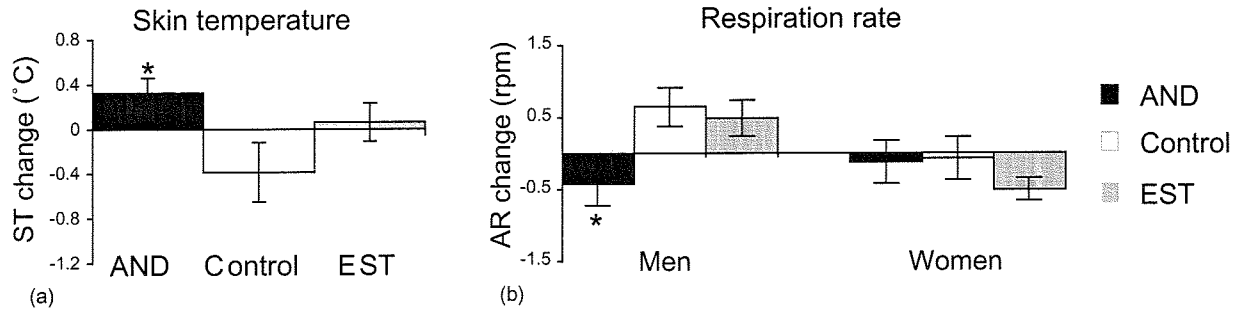 Skin temperature
ST change (°C)
0.8
0.4
0
-0.4
-0.8
-1.2
*
AND Control EST
(a)
Respiration rate
AR change (rpm)
1.5
0.5
-0.5
-1.5
*
Men Women
(b)
AND
Control
EST